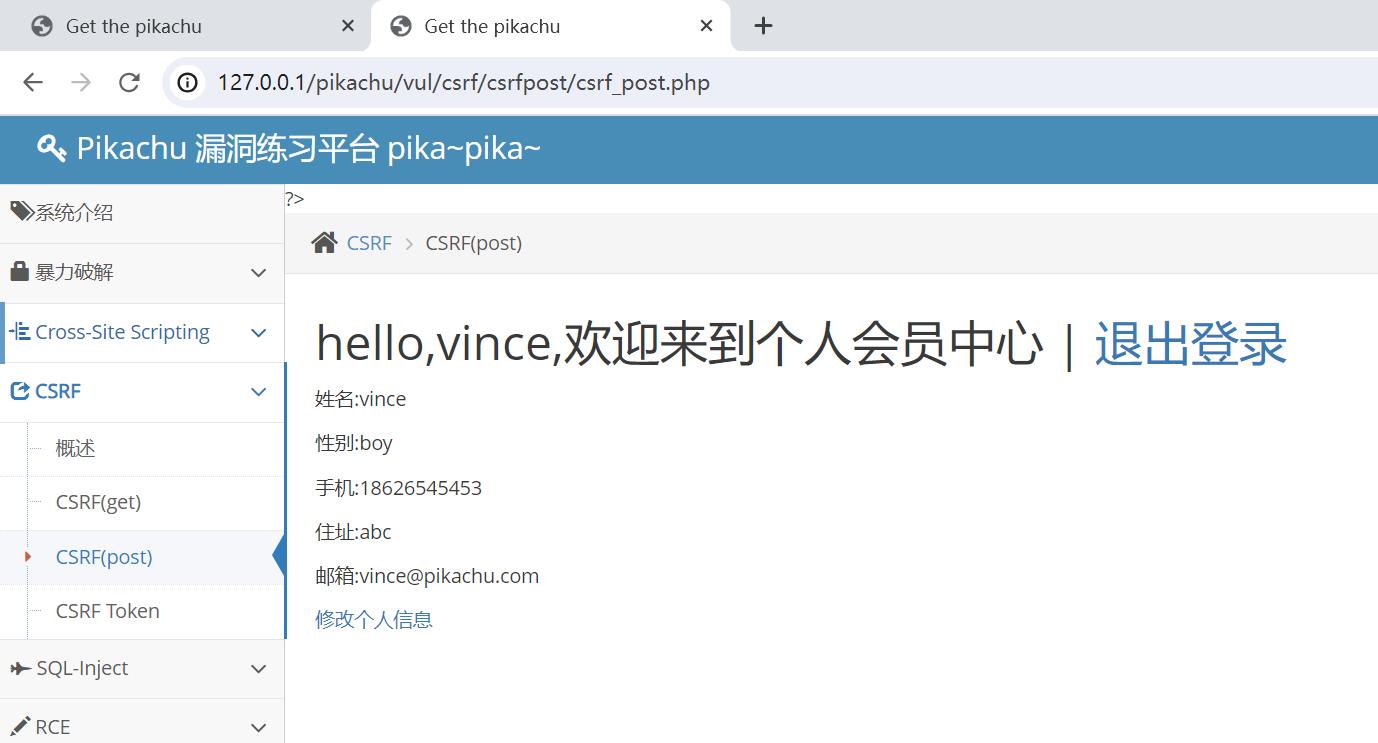 Get the pikachu
Get the pikachu
127.0.0.1/pikachu/vul/csrf/csrfpost/csrf_post.php
Pikachu 漏洞练习平台 pika~pika~
系统介绍
暴力破解
Cross-Site Scripting
CSRF
概述
CSRF(get)
CSRF(post)
CSRF Token
SQL-Inject
RCE
?>
CSRF > CSRF(post)
hello,vince,欢迎来到个人会员中心 | 退出登录
姓名:vince
性别:boy
手机:18626545453
住址:abc
邮箱:vince@pikachu.com
修改个人信息